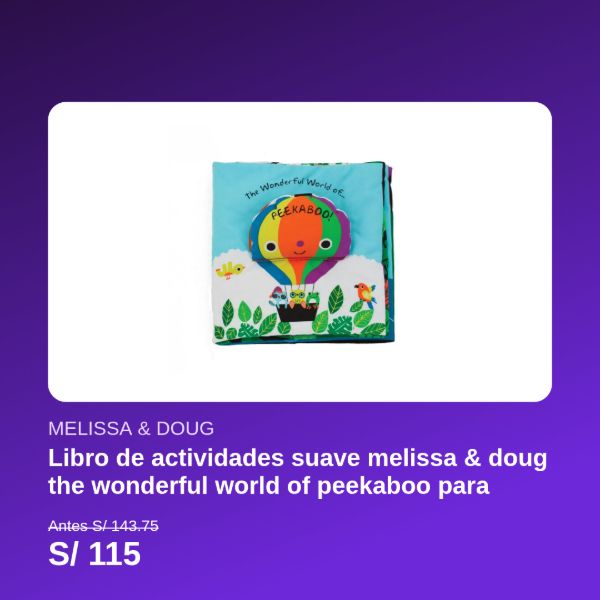 The Wonderful World of...
PEEKABOO!
MELISSA & DOUG
Libro de actividades suave melissa & doug
the wonderful world of peekaboo para
Antes S/ 143.75
S/ 115